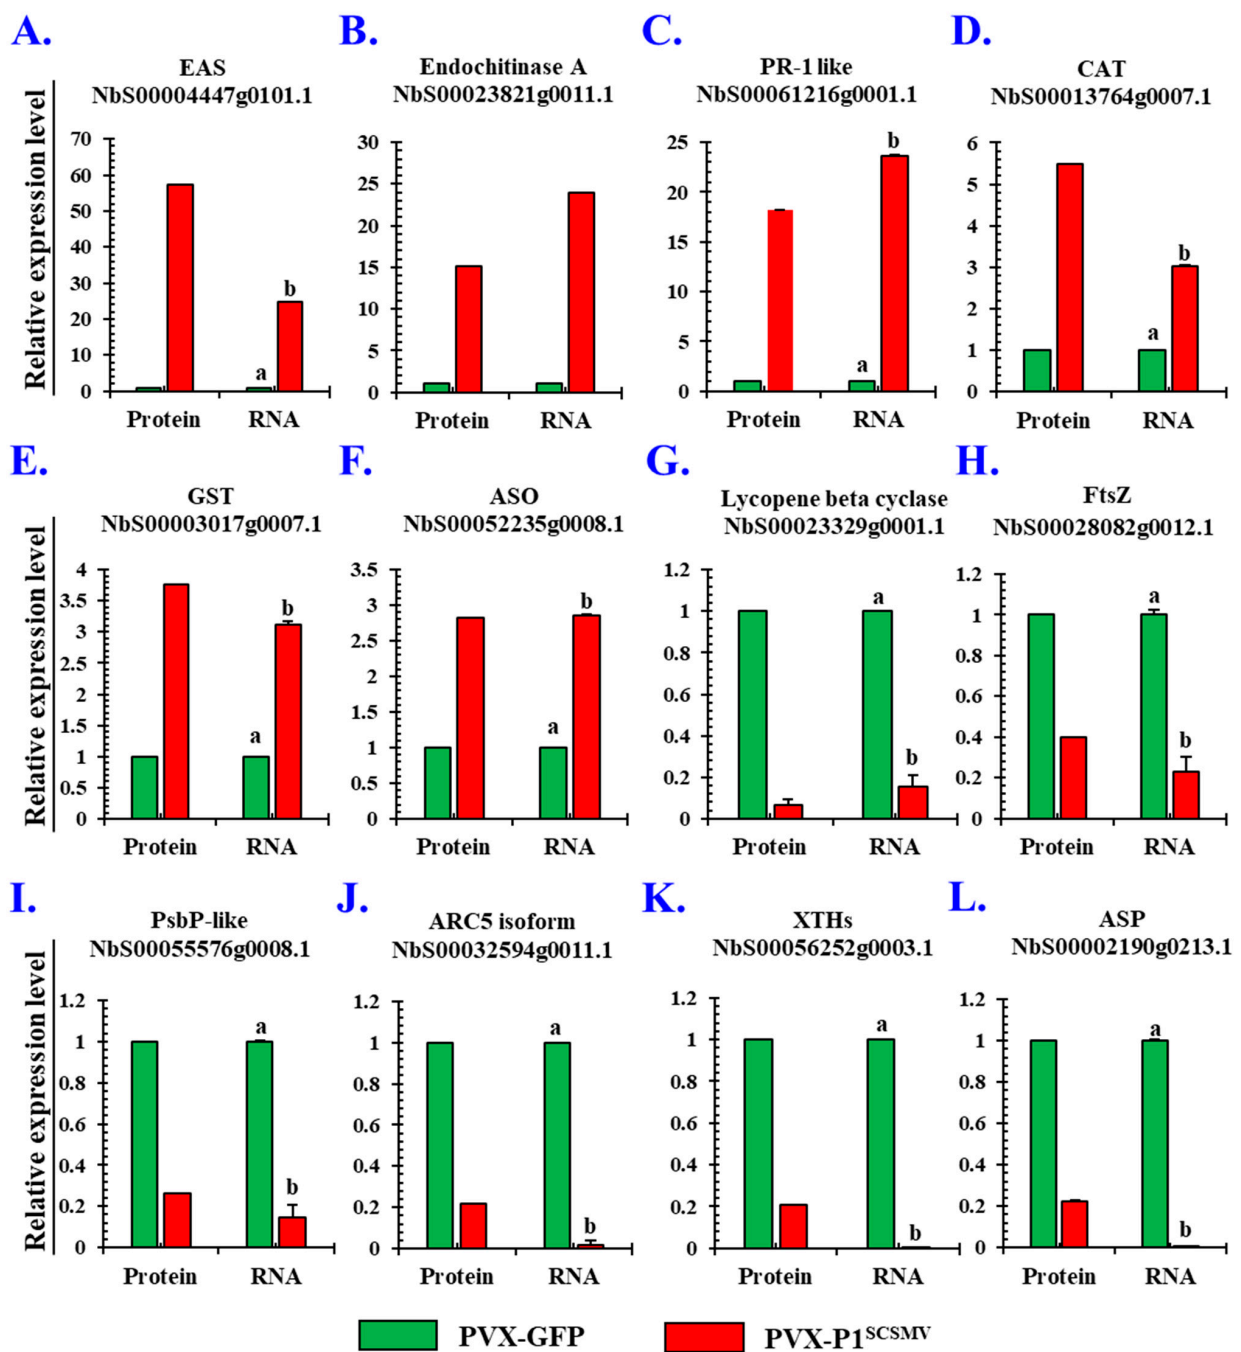 A.
EAS
NbS00004447g0101.1
Relative expression level
70
60
50
40
30
20
10
0
a
b
Protein
RNA
B.
Endochitinase A
NbS00023821g0011.1
30
25
20
15
10
5
0
Protein
RNA
C.
PR-1 like
NbS00061216g0001.1
25
20
15
10
5
0
a
b
Protein
RNA
D.
CAT
NbS00013764g0007.1
6
5
4
3
2
1
0
a
b
Protein
RNA
E.
GST
NbS00003017g0007.1
Relative expression level
4
3.5
3
2.5
2
1.5
1
0.5
0
a
b
Protein
RNA
F.
ASO
NbS00052235g0008.1
3.5
3
2.5
2
1.5
1
0.5
0
a
b
Protein
RNA
G.
Lycopene beta cyclase
NbS00023329g0001.1
1.2
1
0.8
0.6
0.4
0.2
0
a
b
Protein
RNA
H.
FtsZ
NbS00028082g0012.1
1.2
1
0.8
0.6
0.4
0.2
0
a
b
Protein
RNA
I.
PsbP-like
NbS00055576g0008.1
Relative expression level
1.2
1
0.8
0.6
0.4
0.2
0
a
b
Protein
RNA
J.
ARC5 isoform
NbS00032594g0011.1
1.2
1
0.8
0.6
0.4
0.2
0
a
b
Protein
RNA
K.
XTHs
NbS00056252g0003.1
1.2
1
0.8
0.6
0.4
0.2
0
a
b
Protein
RNA
L.
ASP
NbS00002190g0213.1
1.2
1
0.8
0.6
0.4
0.2
0
a
b
Protein
RNA
PVX-GFP
PVX-P1SCSMV